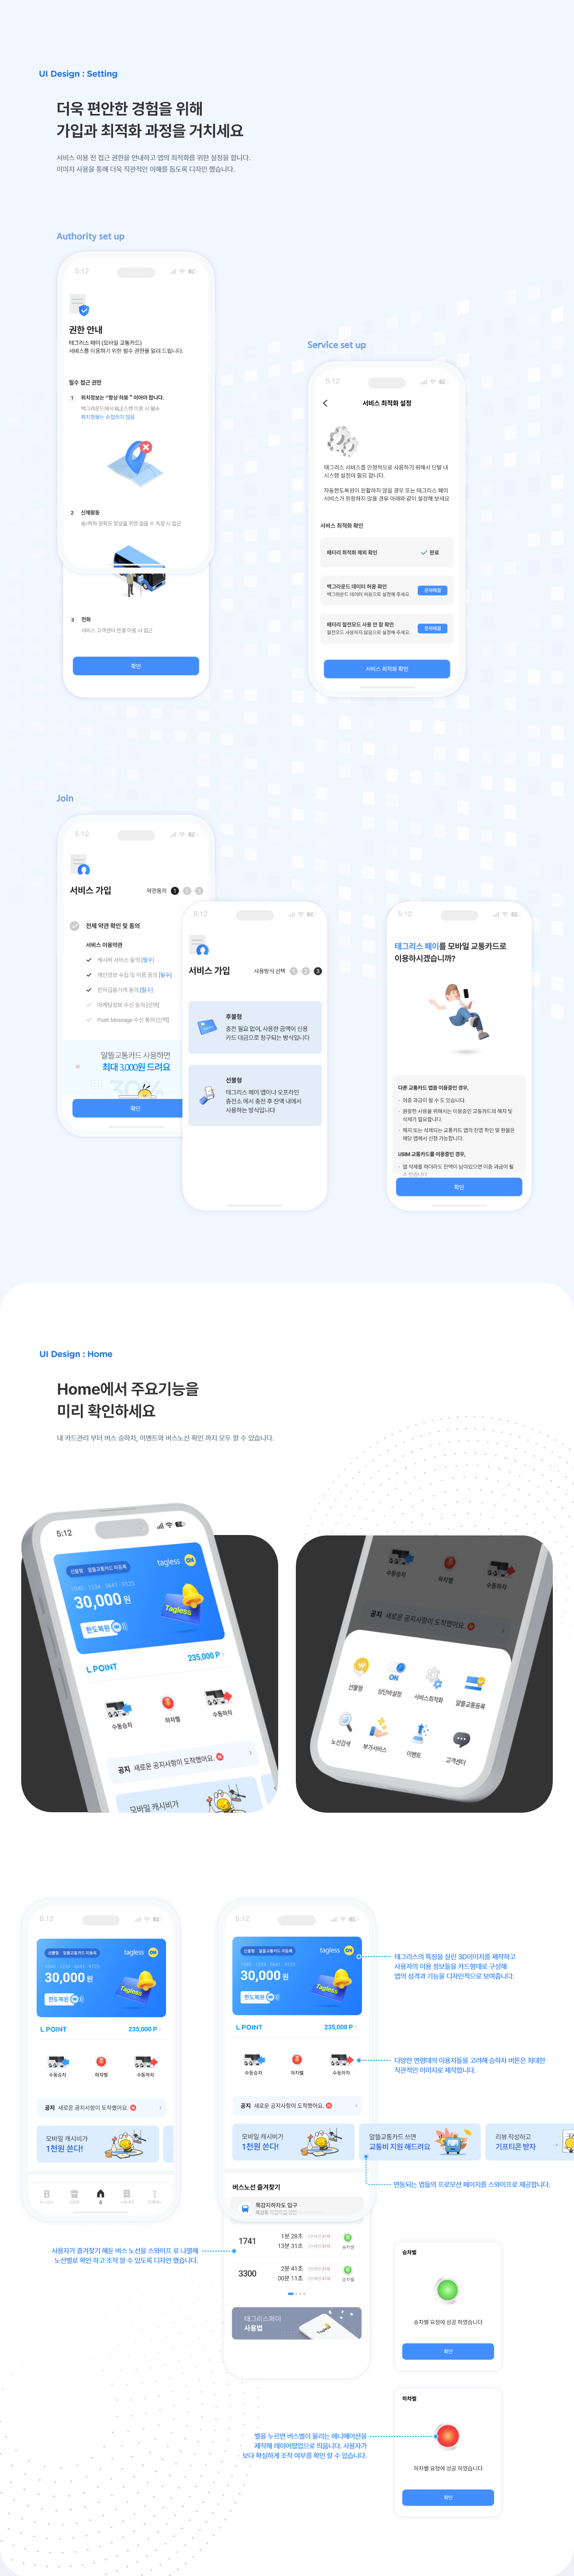 UI Design : Setting
더욱 편안한 경험을 위해
가입과 최적화 과정을 거치세요
서비스 이용 전 접근 권한을 안내하고 앱의 최적화를 위한 설정을 합니다.
이미지 사용을 통해 더욱 직관적인 이해를 돕도록 디자인 했습니다.
Authority set up
5:12
권한 안내
태그리스 페이 (모바일 교통카드)
서비스를 이용하기 위한 필수 권한을 알려 드립니다.
필수 접근 권한
1 위치정보는 "항상 허용" 이어야 합니다.
백그라운드에서 BLE스캔 이용 시 필수
위치정보는 수집하지 않음
2 신체활동
승/하차 정확도 향상을 위한 걸음 수 측정 시 접근
3 전화
서비스 고객센터 연결 이용 시 접근
확인
Service set up
5:12
서비스 최적화 설정
태그리스 서비스를 안정적으로 사용하기 위해서 단말 내
시스템 설정이 필요 합니다.
자동한도복원이 원활하지 않을 경우 또는 태그리스 페이
서비스가 원활하지 않을 경우 아래와 같이 설정해 보세요
서비스 최적화 확인
배터리 최적화 제외 확인
완료
백그라운드 데이터 허용 확인
백그라운드 데이터 허용으로 설정해 주세요.
문제해결
배터리 절전모드 사용 안 함 확인
절전모드 사용하지 않음으로 설정해 주세요.
문제해결
서비스 최적화 확인
Join
5:12
서비스 가입
약관동의 1 2 3
전체 약관 확인 및 동의
서비스 이용약관
캐시비 서비스 동의 [필수]
개인정보 수집 및 이용 동의 [필수]
전자금융거래 동의 [필수]
마케팅정보 수신 동의 [선택]
Push Message 수신 동의 [선택]
알뜰교통카드 사용하면
최대 3,000원 드려요
30%
확인
5:12
서비스 가입
사용방식 선택 1 2 3
후불형
충전 필요 없이, 사용한 금액이 신용
카드 대금으로 청구되는 방식입니다
선불형
태그리스 페이 앱이나 오프라인
충전소 에서 충전 후 잔액 내에서
사용하는 방식입니다
5:12
태그리스 페이를 모바일 교통카드로
이용하시겠습니까?
다른 교통카드 앱을 이용중인 경우,
· 이중 과금이 될 수 도 있습니다.
· 원활한 사용을 위해서는 이용중인 교통카드의 해지 및
삭제가 필요합니다.
· 해지 또는 삭제되는 교통카드 앱의 잔액 확인 및 환불은
해당 앱에서 신청 가능합니다.
USIM 교통카드를 이용중인 경우,
· 앱 삭제를 하더라도 잔액이 남아있으면 이중 과금이 될
수 있습니다.
확인
UI Design : Home
Home에서 주요기능을
미리 확인하세요
내 카드관리 부터 버스 승하차, 이벤트와 버스노선 확인 까지 모두 할 수 있습니다.
5:12
선불형 · 알뜰교통카드 미등록
tagless ON
1040 · 1234 · 5641 · 9123
30,000 원
한도복원
Tagless
L.POINT
235,000 P
수동승차
하차벨
수동하차
공지 새로운 공지사항이 도착했어요. N
모바일 캐시비가
수동승차
하차벨
수동하차
공지 새로운 공지사항이 도착했어요. N
선불형
상단바설정
서비스최적화
알뜰교통등록
노선검색
부가서비스
이벤트
고객센터
5:12
선불형 · 알뜰교통카드 미등록
tagless ON
30,000 원
한도복원
Tagless
L.POINT
235,000 P
수동승차
하차벨
수동하차
공지 새로운 공지사항이 도착했어요. N
모바일 캐시비가
1천원 쏜다!
홈
5:12
선불형 · 알뜰교통카드 미등록
tagless ON
30,000 원
한도복원
Tagless
L.POINT
235,000 P
수동승차
하차벨
수동하차
공지 새로운 공지사항이 도착했어요. N
모바일 캐시비가
1천원 쏜다!
알뜰교통카드 쓰면
교통비 지원 해드려요
리뷰 작성하고
기프티콘 받자
버스노선 즐겨찾기
목감지하차도 입구
1741
1분 28초
13분 31초
승차벨
3300
2분 41초
00분 11초
승차벨
태그리스페이
사용법
Tagless
태그리스의 특징을 살린 3D이미지를 제작하고
사용자의 이용 정보들을 카드형태로 구성해
앱의 성격과 기능을 디자인적으로 보여줍니다.
다양한 연령대의 이용자들을 고려해 승하차 버튼은 최대한
직관적인 이미지로 제작합니다.
연동되는 앱들의 프로모션 페이지를 스와이프로 제공합니다.
사용자가 즐겨찾기 해둔 버스 노선을 스와이프 로 나열해
노선별로 확인 하고 조작 할 수 있도록 디자인 했습니다.
승차벨
승차벨 요청에 성공 하였습니다
확인
하차벨
하차벨 요청에 성공 하였습니다
확인
벨을 누르면 버스벨이 울리는 애니메이션을
제작해 레이어팝업으로 띄웁니다. 사용자가
보다 확실하게 조작 여부를 확인 할 수 있습니다.